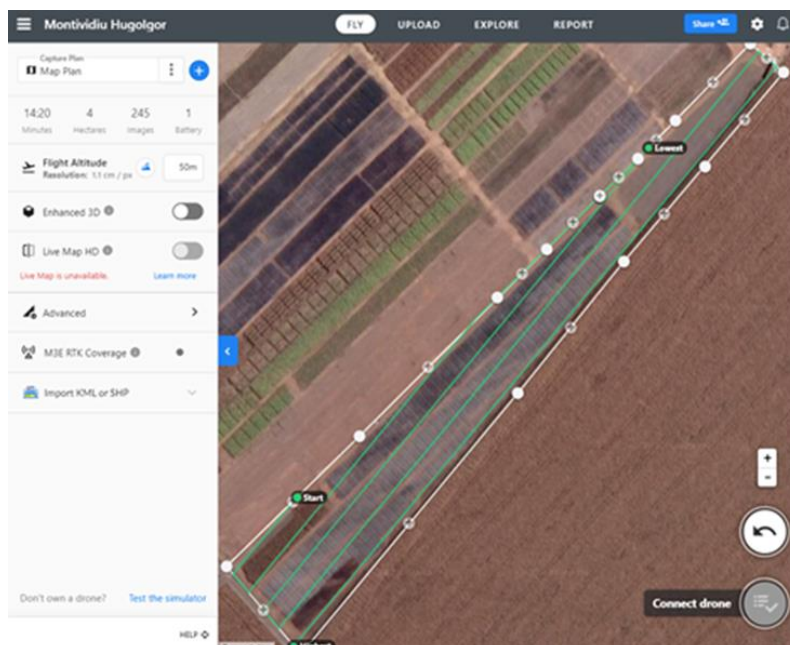 Montividiu Hugolgor
FLY UPLOAD EXPLORE REPORT
Share
Capture Plan
Map Plan
14:20 4 245 1
Minutes Hectares Images Battery
Flight Altitude
Resolution: 1.1 cm / px
50m
Enhanced 3D
Live Map HD
Live Map is unavailable. Learn more
Advanced
M3E RTK Coverage
Import KML or SHP
Lowest
Start
Don't own a drone? Test the simulator
Connect drone
HELP